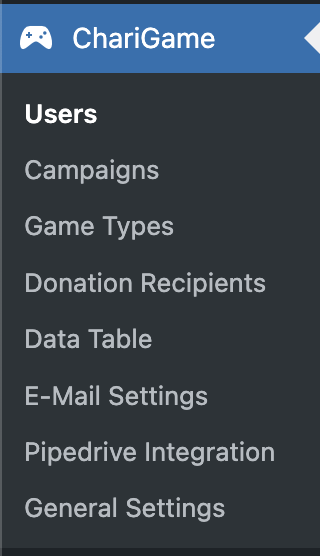 ChariGame
Users
Campaigns
Game Types
Donation Recipients
Data Table
E-Mail Settings
Pipedrive Integration
General Settings